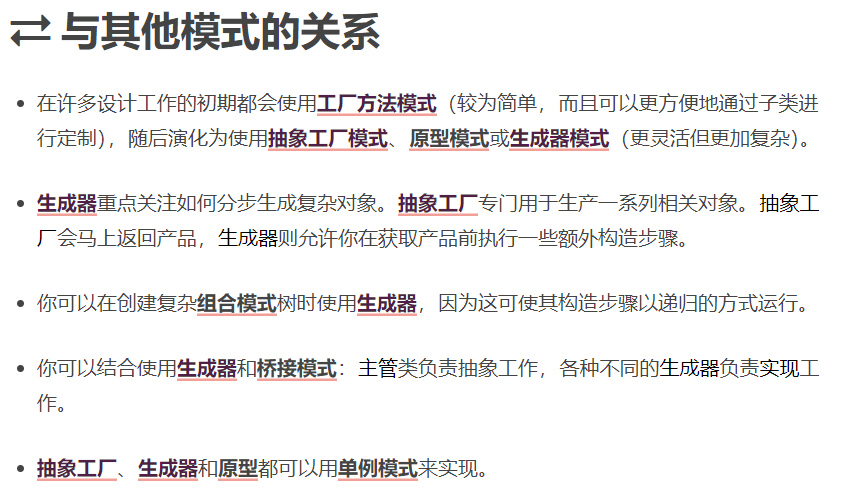 与其他模式的关系
在许多设计工作的初期都会使用工厂方法模式（较为简单，而且可以更方便地通过子类进
行定制），随后演化为使用抽象工厂模式、原型模式或生成器模式（更灵活但更加复杂）。
生成器重点关注如何分步生成复杂对象。抽象工厂专门用于生产一系列相关对象。抽象工
厂会马上返回产品，生成器则允许你在获取产品前执行一些额外构造步骤。
你可以在创建复杂组合模式树时使用生成器，因为这可使其构造步骤以递归的方式运行。
你可以结合使用生成器和桥接模式：主管类负责抽象工作，各种不同的生成器负责实现工
作。
抽象工厂、生成器和原型都可以用单例模式来实现。